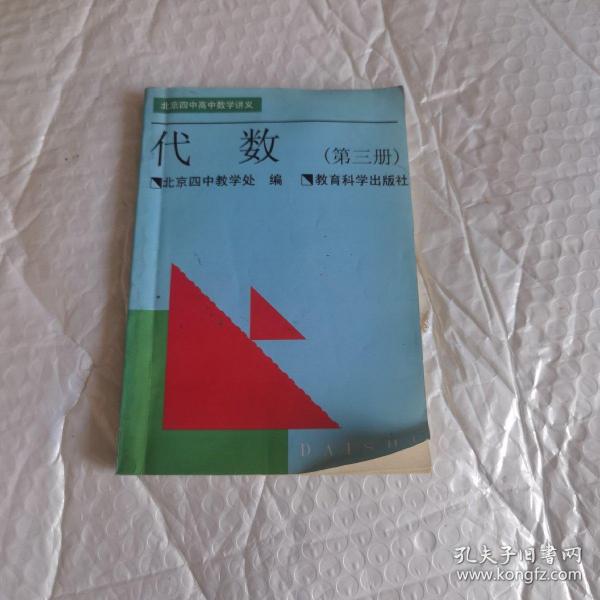 北京四中高中数学讲义
代 数 (第三册)
北京四中教学处 编 教育科学出版社
DAISHU
孔夫子旧书网
www.kongfz.com